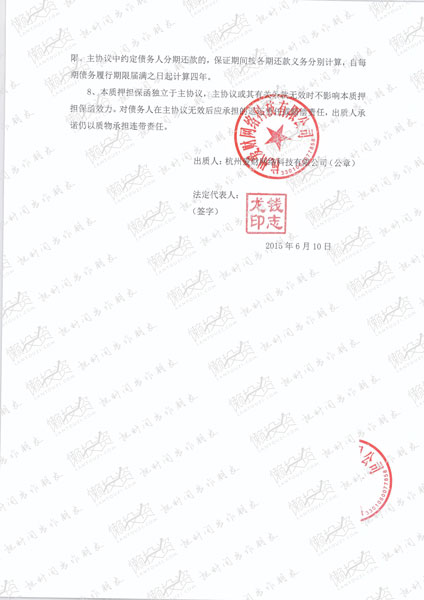 限。主协议中约定债务人分期还款的，保证期间按各期还款义务分别计算，自每
期债务履行期限届满之日起计算四年。
8、本质押担保函独立于主协议，主协议或其有关条款无效时不影响本质押
担保函效力。对债务人在主协议无效后应承担的
责任，出质人承
诺仍以质物承担连带责任。
出质人：杭州
科技有限公司（公章）
法定代表人：
（签字）
龙钱
印志
2015 年 6 月 10 日
公司